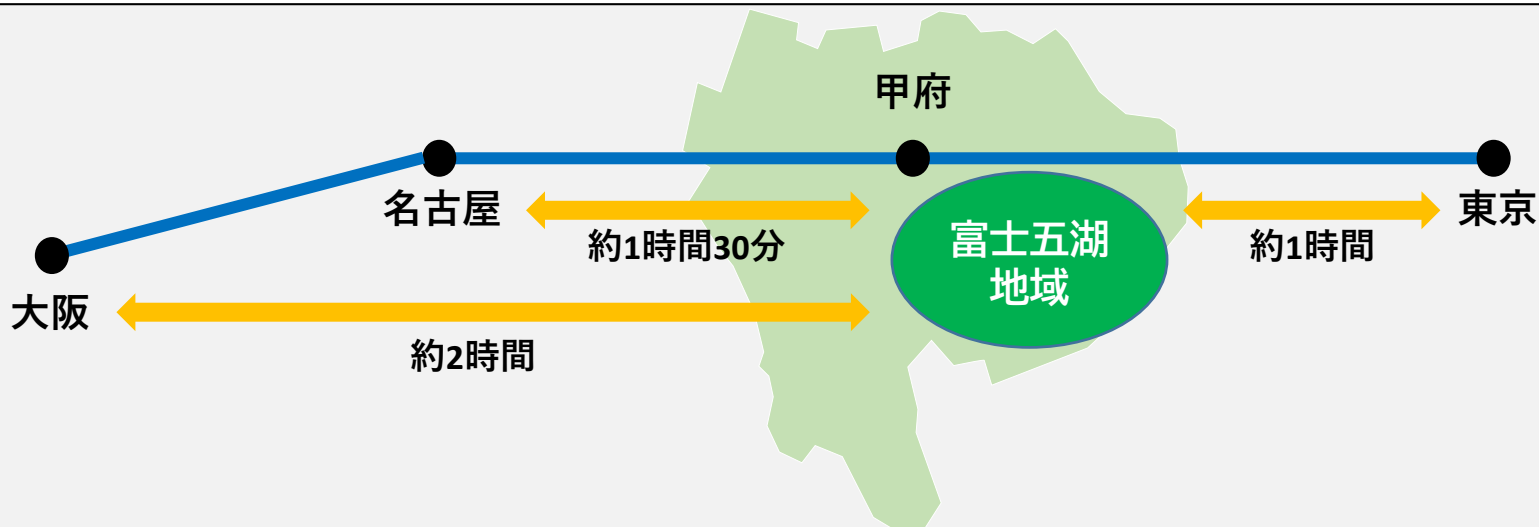 甲府
名古屋
東京
約1時間30分
富士五湖
地域
約1時間
大阪
約2時間